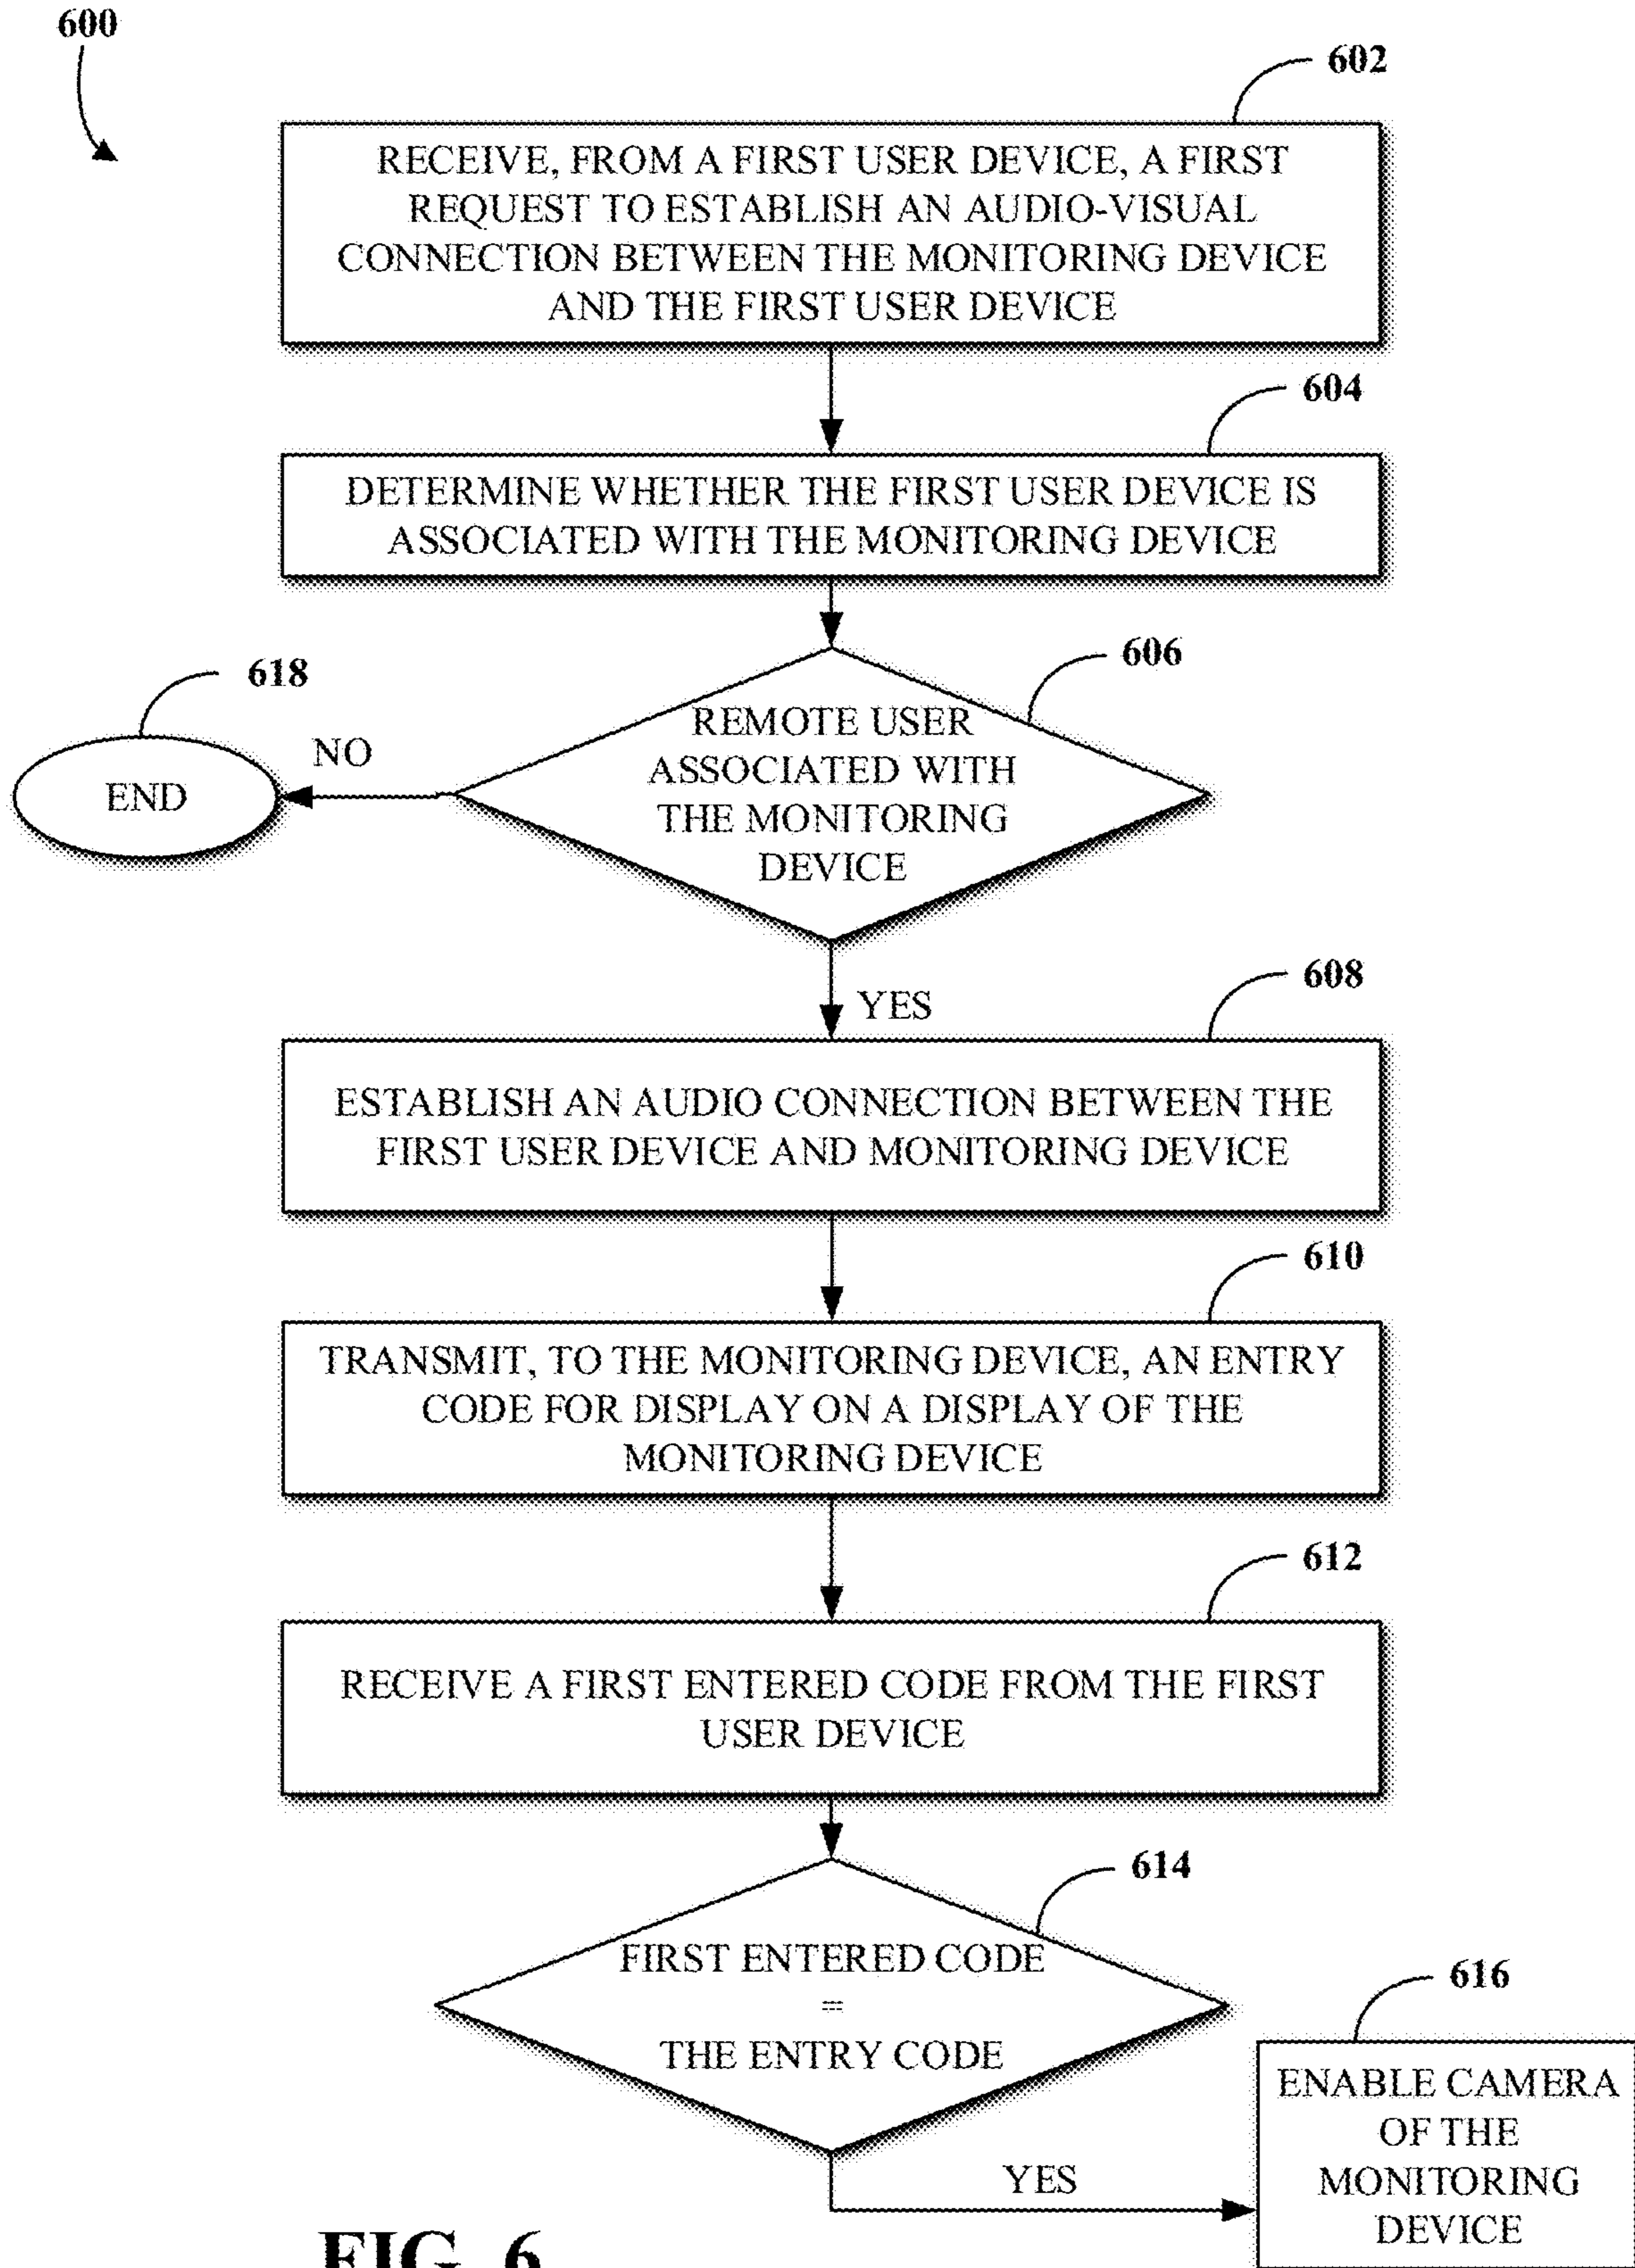 600
602
RECEIVE, FROM A FIRST USER DEVICE, A FIRST
REQUEST TO ESTABLISH AN AUDIO-VISUAL
CONNECTION BETWEEN THE MONITORING DEVICE
AND THE FIRST USER DEVICE
604
DETERMINE WHETHER THE FIRST USER DEVICE IS
ASSOCIATED WITH THE MONITORING DEVICE
606
REMOTE USER
ASSOCIATED WITH
THE MONITORING
DEVICE
618
NO
END
YES
608
ESTABLISH AN AUDIO CONNECTION BETWEEN THE
FIRST USER DEVICE AND MONITORING DEVICE
610
TRANSMIT, TO THE MONITORING DEVICE, AN ENTRY
CODE FOR DISPLAY ON A DISPLAY OF THE
MONITORING DEVICE
612
RECEIVE A FIRST ENTERED CODE FROM THE FIRST
USER DEVICE
614
FIRST ENTERED CODE
=
THE ENTRY CODE
YES
616
ENABLE CAMERA
OF THE
MONITORING
DEVICE
FIG. 6